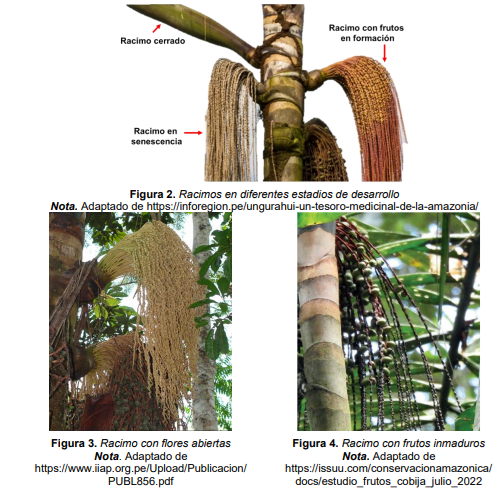 Racimo cerrado
Racimo con frutos
en formación
Racimo en
senescencia
Figura 2. Racimos en diferentes estadios de desarrollo
Nota. Adaptado de https://inforegion.pe/ungurahui-un-tesoro-medicinal-de-la-amazonia/
Figura 3. Racimo con flores abiertas
Nota. Adaptado de
https://www.iiap.org.pe/Upload/Publicacion/
PUBL856.pdf
Figura 4. Racimo con frutos inmaduros
Nota. Adaptado de
https://issuu.com/conservacionamazonica/
docs/estudio_frutos_cobija_julio_2022